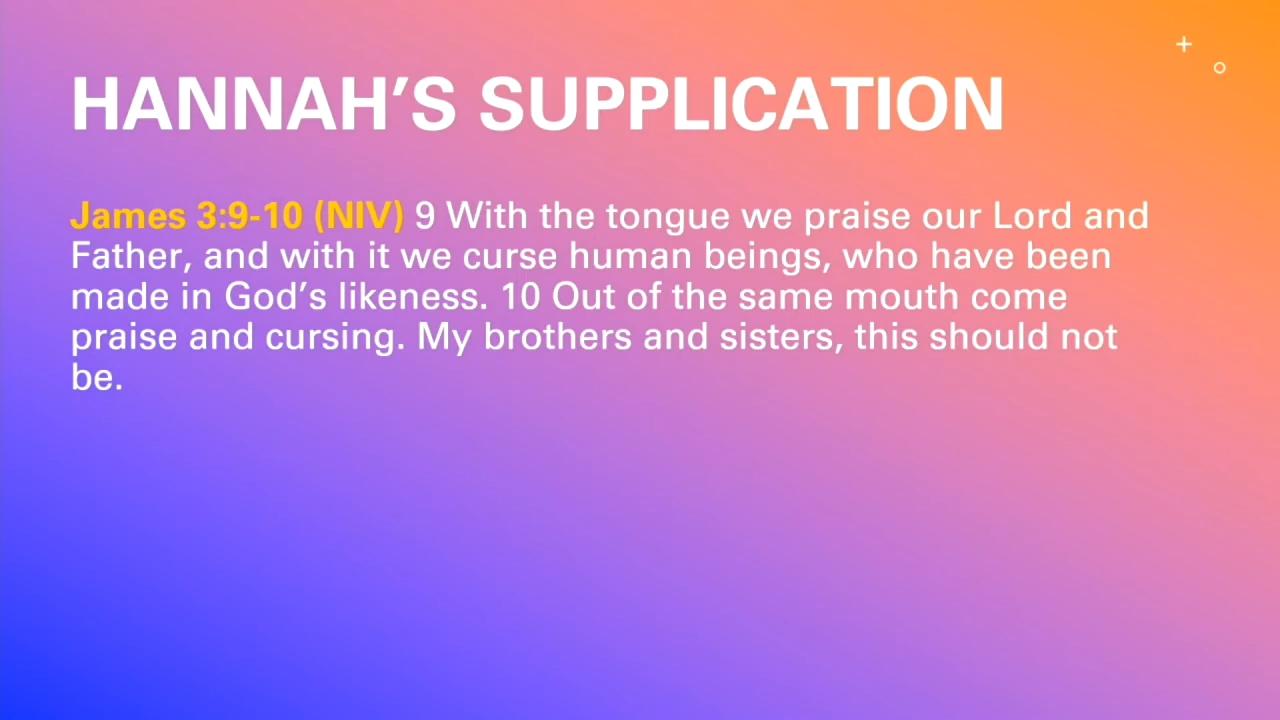 HANNAH’S SUPPLICATION
James 3:9-10 (NIV) 9 With the tongue we praise our Lord and
Father, and with it we curse human beings, who have been
made in God’s likeness. 10 Out of the same mouth come
praise and cursing. My brothers and sisters, this should not
be.